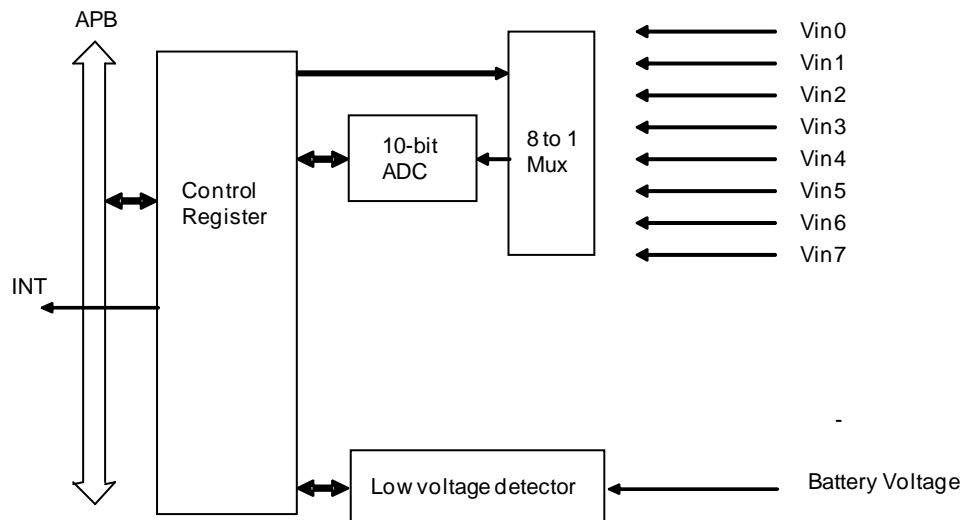 APB
Vin0
Vin1
Vin2
Vin3
Vin4
Vin5
Vin6
Vin7
8 to 1
Mux
10-bit
ADC
Control
Register
INT
-
Low voltage detector
Battery Voltage